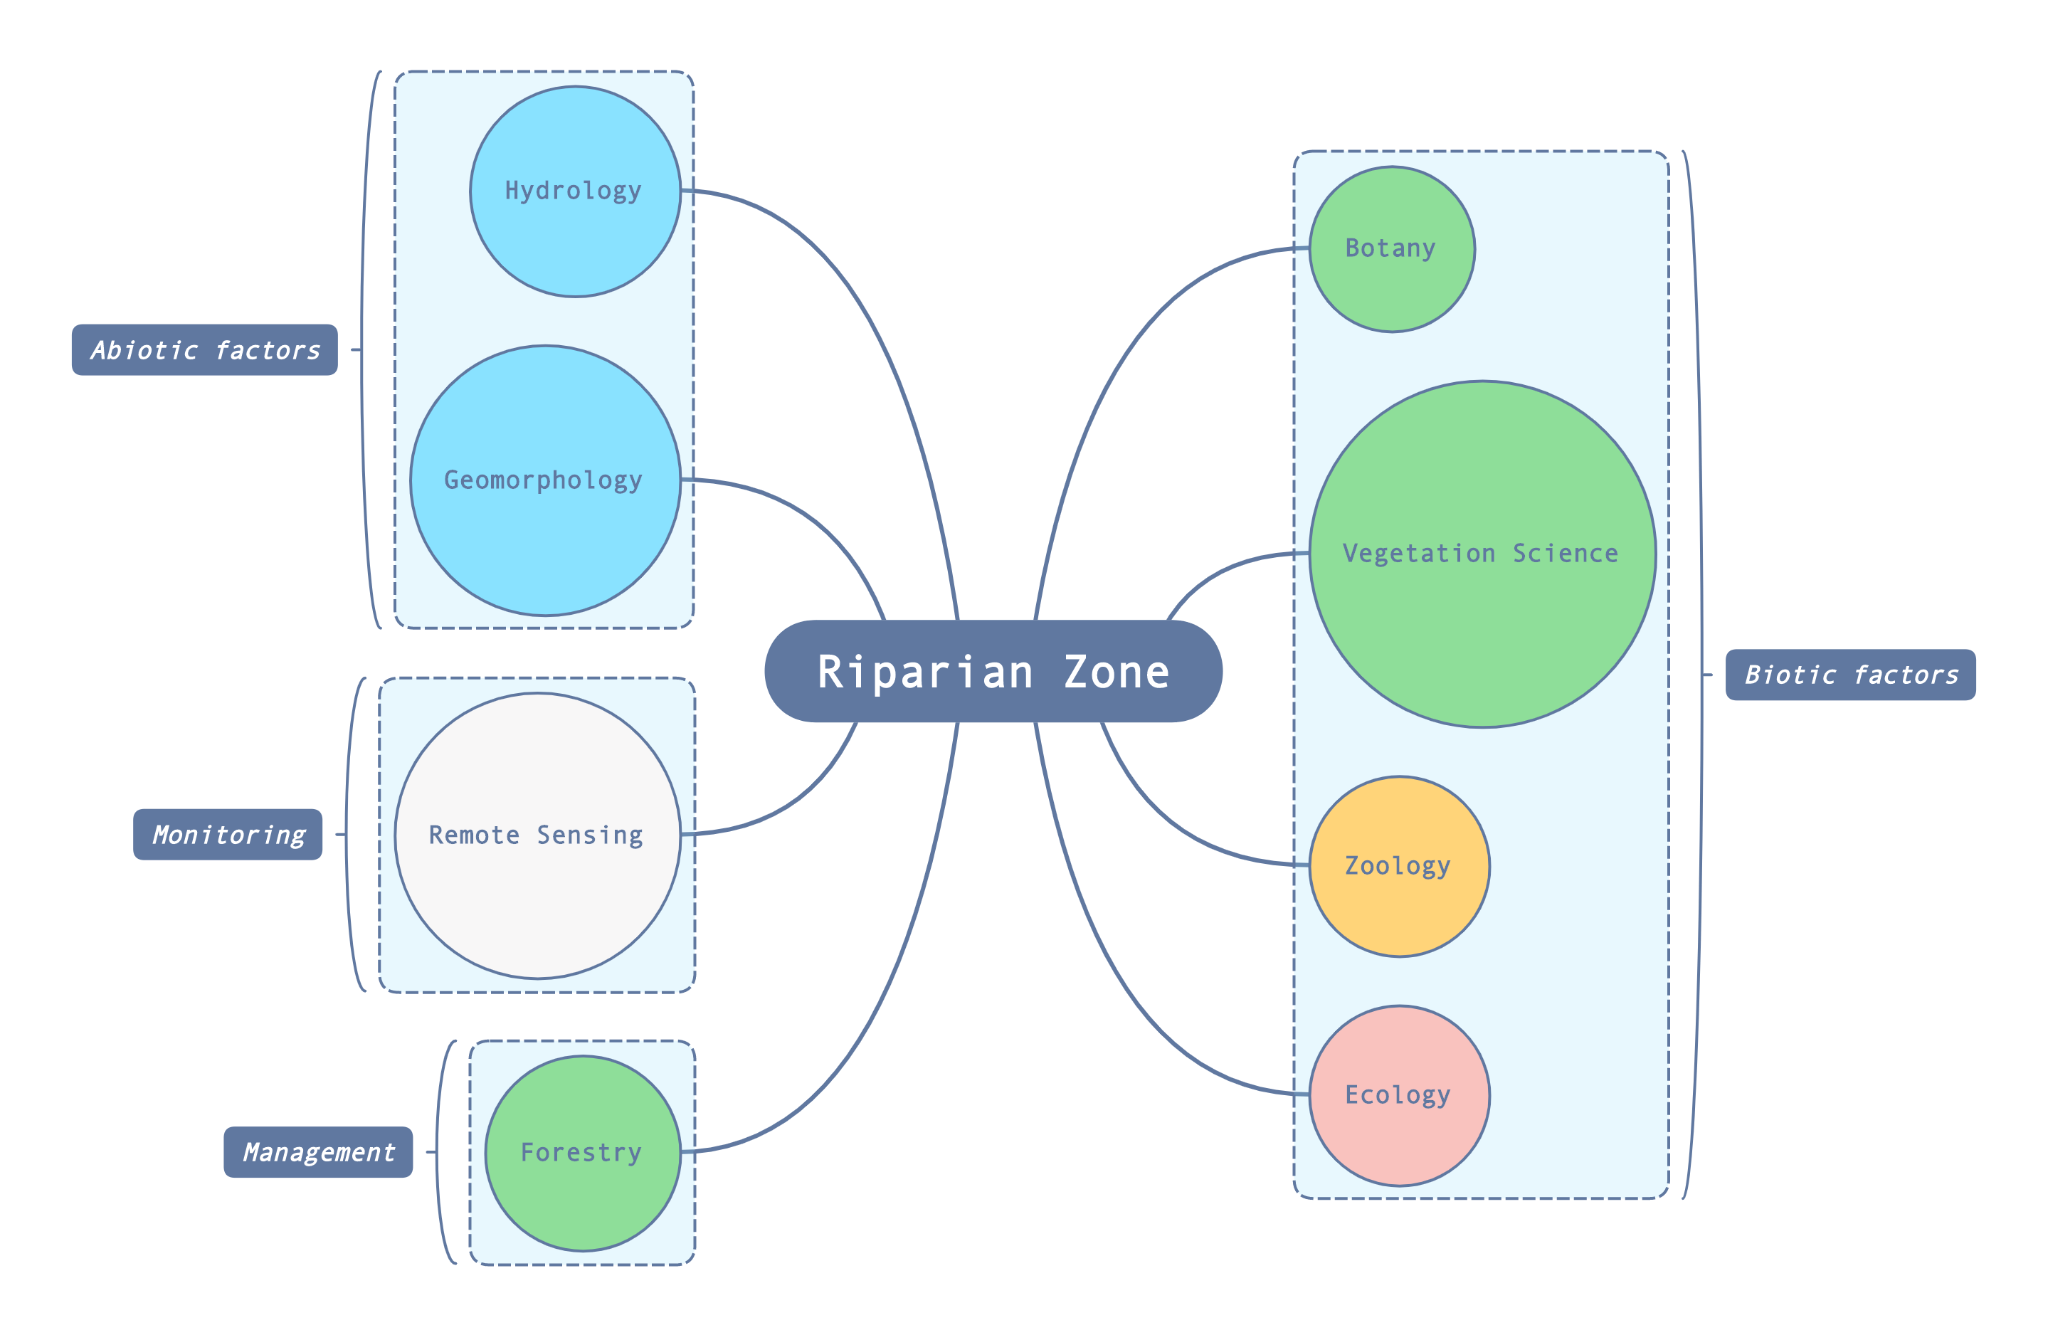 Abiotic factors
Hydrology
Geomorphology
Monitoring
Remote Sensing
Management
Forestry
Riparian Zone
Botany
Vegetation Science
Zoology
Ecology
Biotic factors